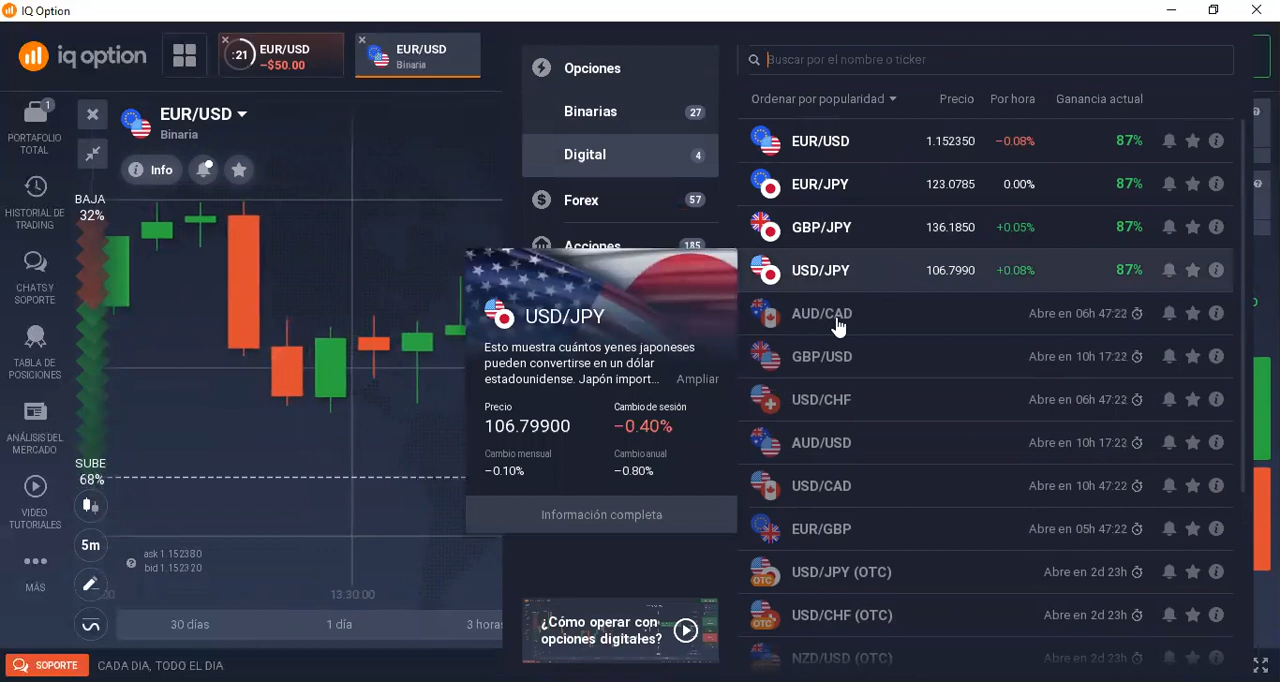 IQ Option
iq option
:21
EUR/USD
−$50.00
EUR/USD
Binaria
PORTAFOLIO
TOTAL
1
HISTORIAL DE
TRADING
CHATS Y
SOPORTE
TABLA DE
POSICIONES
ANÁLISIS DEL
MERCADO
VIDEO
TUTORIALES
MÁS
EUR/USD
Binaria
Info
BAJA
32%
SUBE
68%
5m
ask 1.152380
bid 1.152320
13:30:00
30 días
1 día
3 horas
Opciones
Binarias 27
Digital 4
Forex 57
Acciones 185
USD/JPY
Esto muestra cuántos yenes japoneses
pueden convertirse en un dólar
estadounidense. Japón import... Ampliar
Precio Cambio de sesión
106.79900 −0.40%
Cambio mensual Cambio anual
−0.10% −0.80%
Información completa
¿Cómo operar con
opciones digitales?
Buscar por el nombre o ticker
Ordenar por popularidad Precio Por hora Ganancia actual
EUR/USD 1.152350 −0.08% 87%
EUR/JPY 123.0785 0.00% 87%
GBP/JPY 136.1850 +0.05% 87%
USD/JPY 106.7990 +0.08% 87%
AUD/CAD Abre en 06h 47:22
GBP/USD Abre en 10h 17:22
USD/CHF Abre en 06h 47:22
AUD/USD Abre en 10h 17:22
USD/CAD Abre en 10h 47:22
EUR/GBP Abre en 05h 47:22
OTC USD/JPY (OTC) Abre en 2d 23h
OTC USD/CHF (OTC) Abre en 2d 23h
NZD/USD (OTC) Abre en 2d 23h
SOPORTE CADA DIA, TODO EL DIA